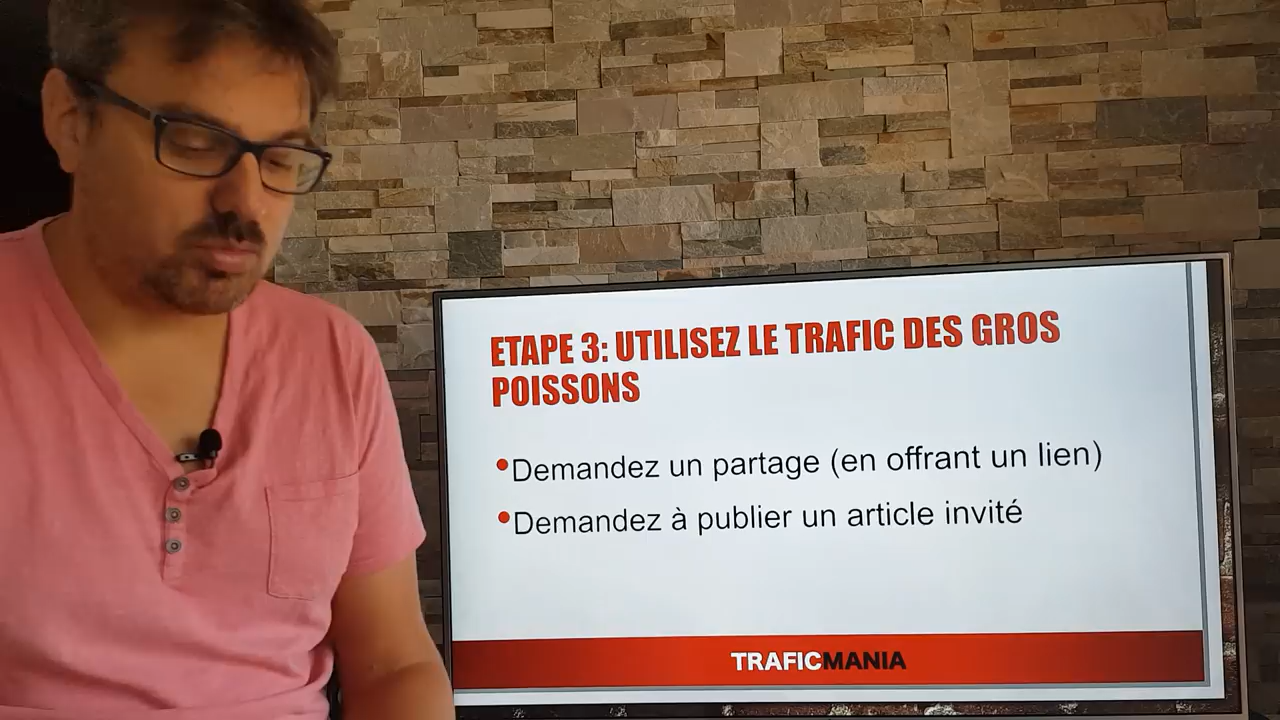 ETAPE 3: UTILISEZ LE TRAFIC DES GROS
POISSONS
•Demandez un partage (en offrant un lien)
•Demandez à publier un article invité
TRAFICMANIA